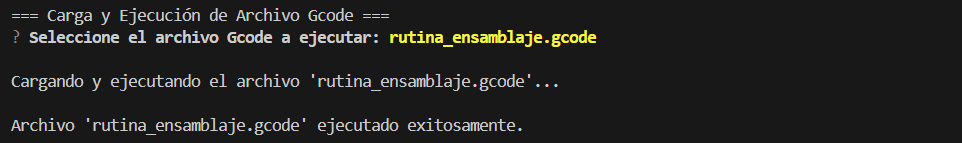 === Carga y Ejecución de Archivo Gcode ===
? Seleccione el archivo Gcode a ejecutar: rutina_ensamblaje.gcode
Cargando y ejecutando el archivo 'rutina_ensamblaje.gcode'...
Archivo 'rutina_ensamblaje.gcode' ejecutado exitosamente.